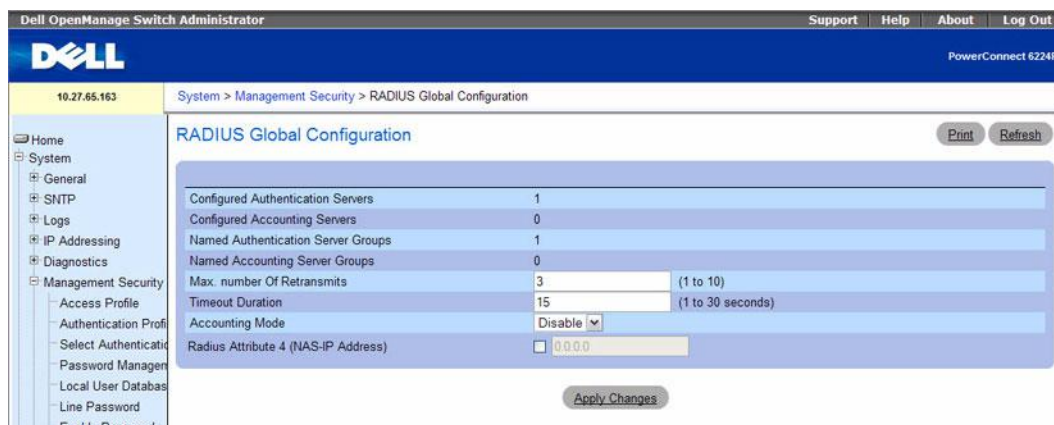 Dell OpenManage Switch Administrator
Support Help About Log Out
DELL
PowerConnect 6224
10.27.65.163
System > Management Security > RADIUS Global Configuration
RADIUS Global Configuration
Print Refresh
Home
System
General
SNTP
Logs
IP Addressing
Diagnostics
Management Security
Access Profile
Authentication Profi
Select Authenticatio
Password Managem
Local User Databas
Line Password
Configured Authentication Servers 1
Configured Accounting Servers 0
Named Authentication Server Groups 1
Named Accounting Server Groups 0
Max. number Of Retransmits 3 (1 to 10)
Timeout Duration 15 (1 to 30 seconds)
Accounting Mode Disable
Radius Attribute 4 (NAS-IP Address) 0.0.0.0
Apply Changes